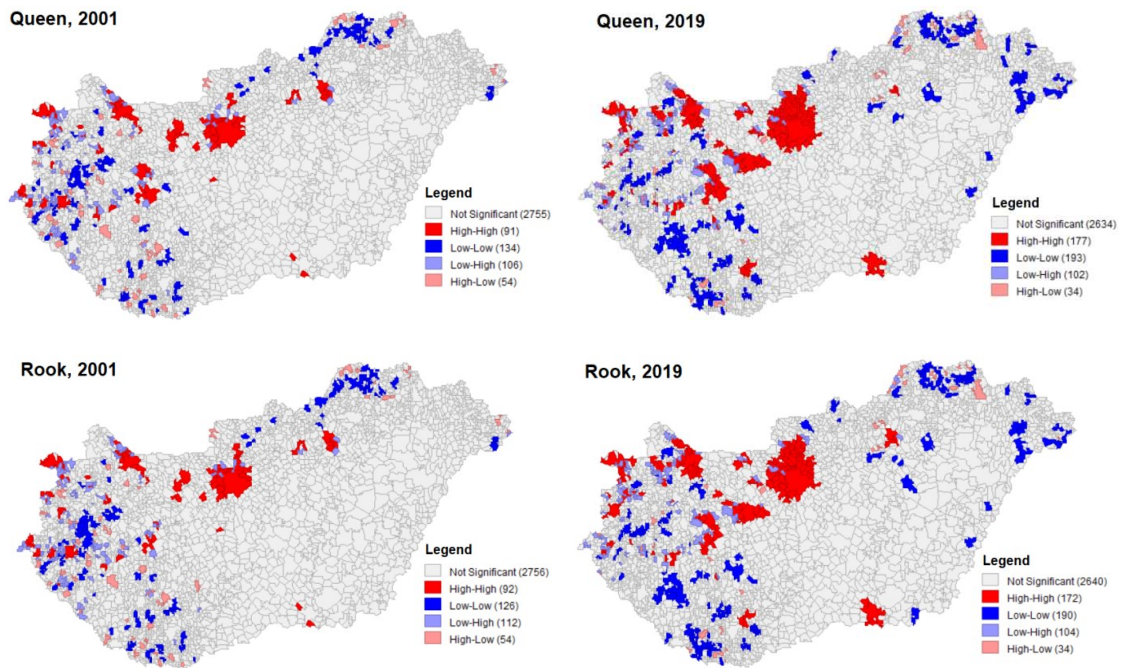 Queen, 2001
Legend
Not Significant (2755)
High-High (91)
Low-Low (134)
Low-High (106)
High-Low (54)
Queen, 2019
Legend
Not Significant (2634)
High-High (177)
Low-Low (193)
Low-High (102)
High-Low (34)
Rook, 2001
Legend
Not Significant (2756)
High-High (92)
Low-Low (126)
Low-High (112)
High-Low (54)
Rook, 2019
Legend
Not Significant (2640)
High-High (172)
Low-Low (190)
Low-High (104)
High-Low (34)